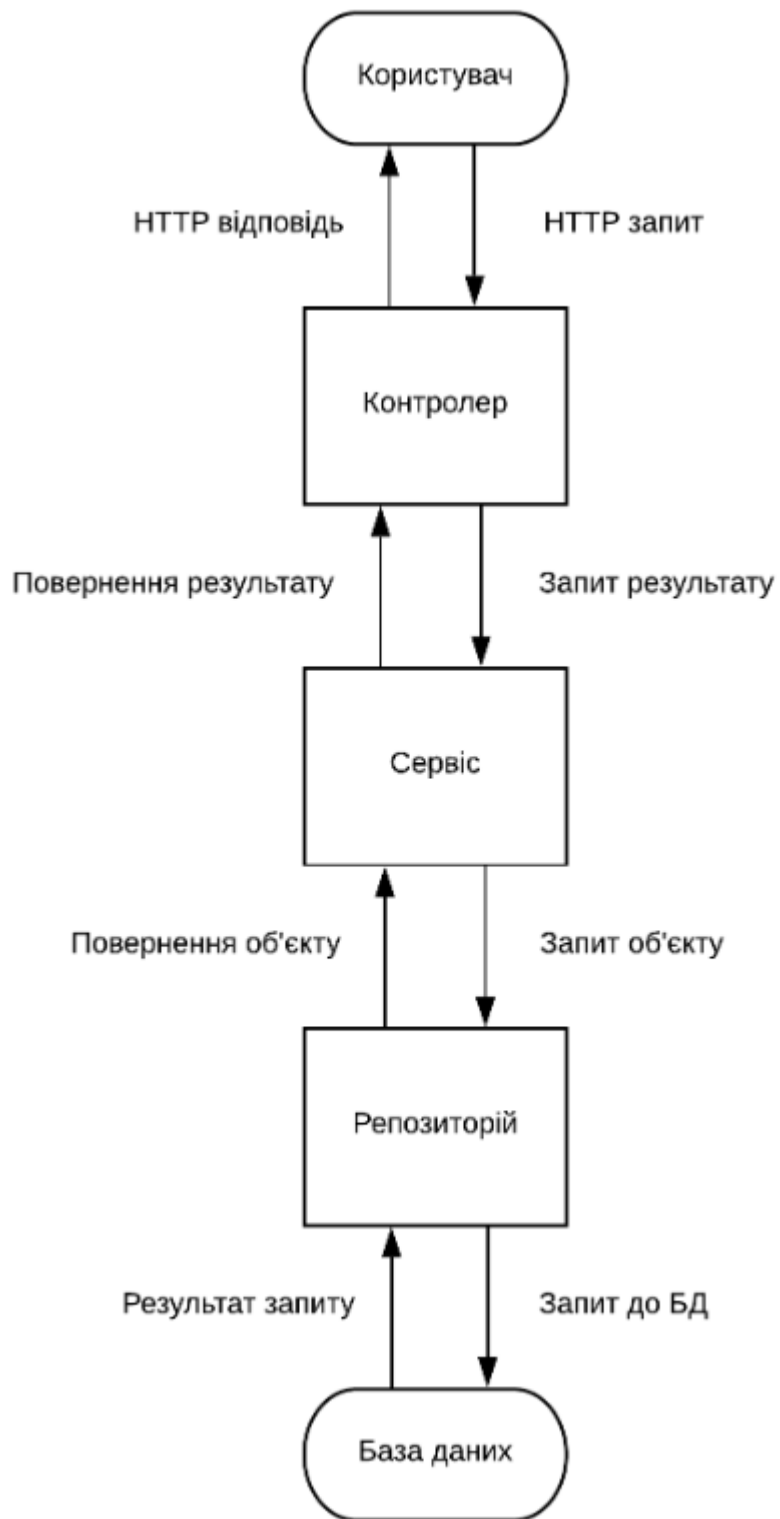 Користувач
HTTP відповідь
HTTP запит
Контролер
Повернення результату
Запит результату
Сервіс
Повернення об'єкту
Запит об'єкту
Репозиторій
Результат запиту
Запит до БД
База даних